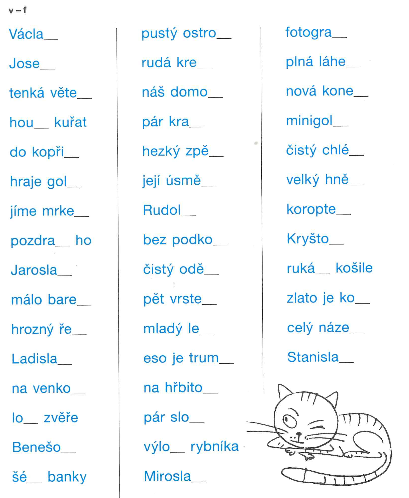 v – f
Václa__
Jose__
tenká věte__
hou__ kuřat
do kopři__
hraje gol__
jíme mrke__
pozdra__ ho
Jarosla__
málo bare__
hrozný ře__
Ladisla__
na venko__
lo__ zvěře
Benešo__
šé__ banky
pustý ostro__
rudá kre__
náš domo__
pár kra__
hezký zpě__
její úsmě__
Rudol__
bez podko__
čistý odě__
pět vrste__
mladý le__
eso je trum__
na hřbito__
pár slo__
výlo__ rybníka
Mirosla__
fotogra__
plná láhe__
nová kone__
minigol__
čistý chlé__
velký hně__
koropte__
Kryšto__
ruká__ košile
zlato je ko__
celý náze__
Stanisla__